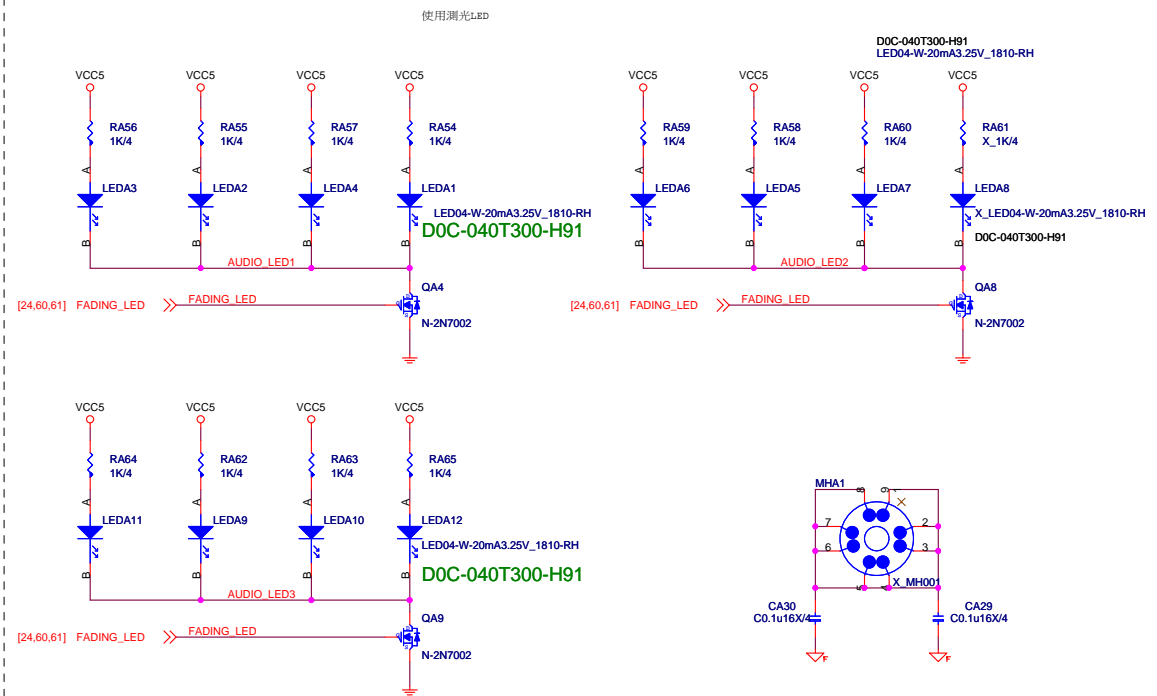 使用測光LED
D0C-040T300-H91
LED04-W-20mA3.25V_1810-RH
VCC5 VCC5 VCC5 VCC5
RA56 1K/4
RA55 1K/4
RA57 1K/4
RA54 1K/4
A A A A
LEDA3 LEDA2 LEDA4 LEDA1
LED04-W-20mA3.25V_1810-RH
D0C-040T300-H91
B B B B
AUDIO_LED1
QA4
[24,60,61] FADING_LED FADING_LED
N-2N7002
VCC5 VCC5 VCC5 VCC5
RA59 1K/4
RA58 1K/4
RA60 1K/4
RA61 X_1K/4
A A A A
LEDA6 LEDA5 LEDA7 LEDA8
X_LED04-W-20mA3.25V_1810-RH
D0C-040T300-H91
B B B B
AUDIO_LED2
QA8
[24,60,61] FADING_LED FADING_LED
N-2N7002
VCC5 VCC5 VCC5 VCC5
RA64 1K/4
RA62 1K/4
RA63 1K/4
RA65 1K/4
A A A A
LEDA11 LEDA9 LEDA10 LEDA12
LED04-W-20mA3.25V_1810-RH
D0C-040T300-H91
B B B B
AUDIO_LED3
QA9
[24,60,61] FADING_LED FADING_LED
N-2N7002
MHA1
8 9 1
7 2
6 3
X_MH001
CA30
C0.1u16X/4
CA29
C0.1u16X/4
F F